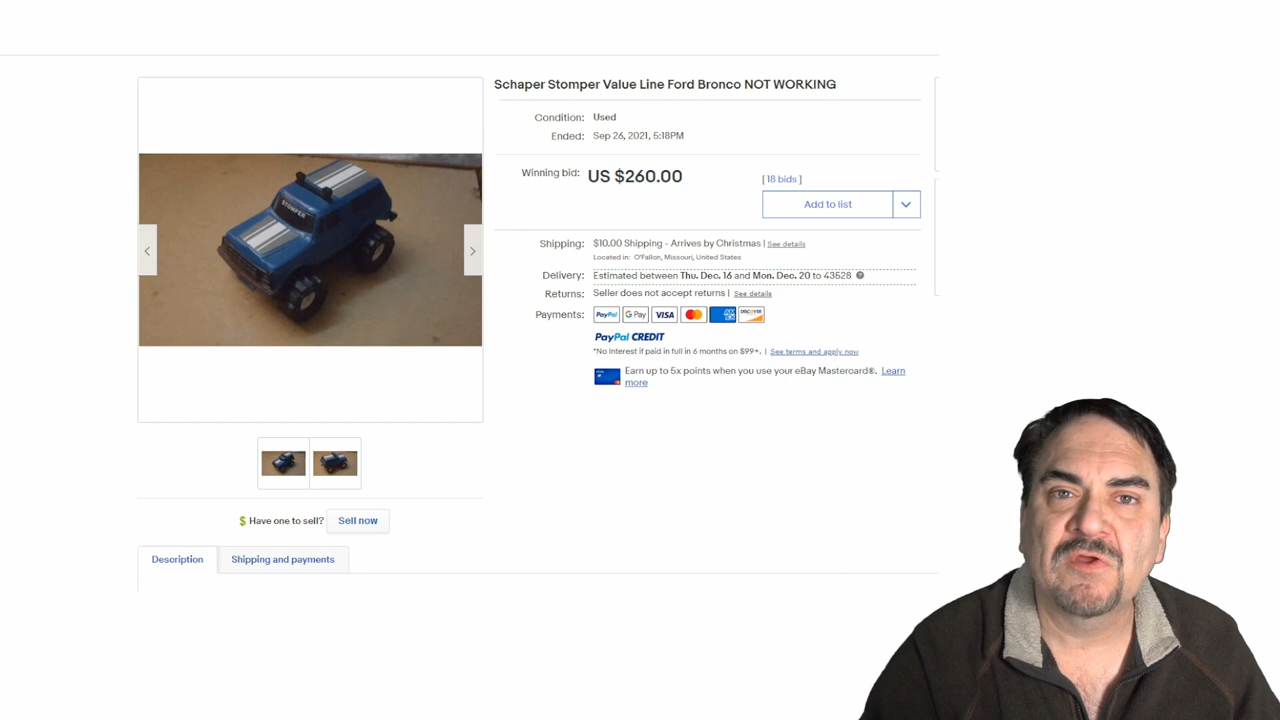 Schaper Stomper Value Line Ford Bronco NOT WORKING
Condition: Used
Ended: Sep 26, 2021, 5:18PM
Winning bid: US $260.00 [ 18 bids ]
Add to list
Shipping: $10.00 Shipping - Arrives by Christmas | See details
Located in: O'Fallon, Missouri, United States
Delivery: Estimated between Thu. Dec. 16 and Mon. Dec. 20 to 43528
Returns: Seller does not accept returns | See details
Payments: PayPal G Pay VISA DISCOVER
PayPal CREDIT
*No Interest if paid in full in 6 months on $99+. | See terms and apply now
Earn up to 5x points when you use your eBay Mastercard®. Learn
more
STOMPER
$ Have one to sell? Sell now
Description Shipping and payments